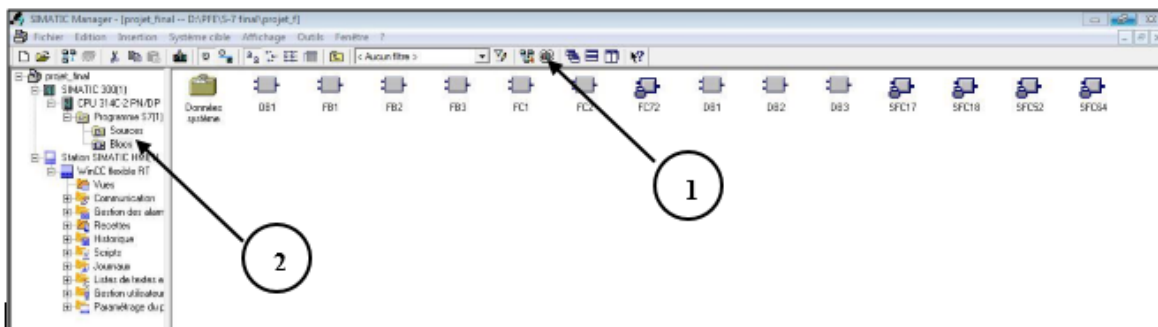 SIMATIC Manager - [projet_final -- D:\PFE\S-7 final\projet_f]
Fichier Edition Insertion Système cible Affichage Outils Fenêtre ?
< Aucun filtre >
projet_final
SIMATIC 300(1)
CPU 314C-2 PN/DP
Programme S7(1)
Sources
Blocs
Station SIMATIC
WinCC flexible RT
Vues
Communication
Gestion des alarm
Recettes
Historique
Scripts
Journaux
Listes de textes e
Gestion utilisateur
Paramétrage du p
Données système
OB1
FB1
FB2
FB3
FC1
FC2
FC72
DB1
DB2
DB3
SFC17
SFC18
SFC52
SFC64
1
2